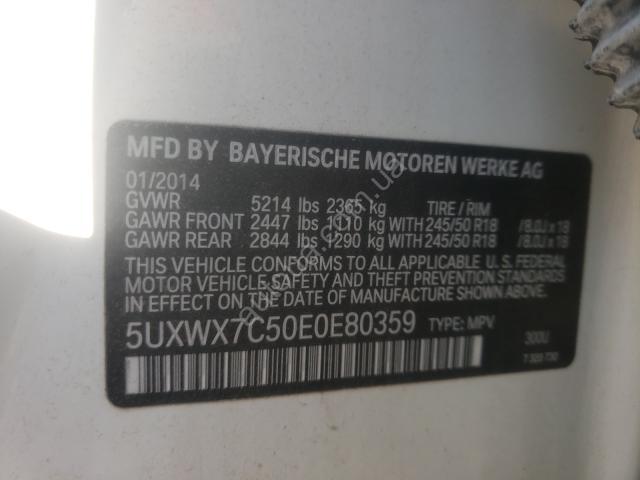 MFD BY BAYERISCHE MOTOREN WERKE AG
01/2014
GVWR 5214 lbs 2365 kg TIRE / RIM
GAWR FRONT 2447 lbs 1110 kg WITH 245/50 R18 / 8.0J x 18
GAWR REAR 2844 lbs 1290 kg WITH 245/50 R18 / 8.0J x 18
THIS VEHICLE CONFORMS TO ALL APPLICABLE U.S. FEDERAL
MOTOR VEHICLE SAFETY AND THEFT PREVENTION STANDARDS
IN EFFECT ON THE DATE OF MANUFACTURE SHOWN ABOVE.
5UXWX7C50E0E80359 TYPE: MPV 300U